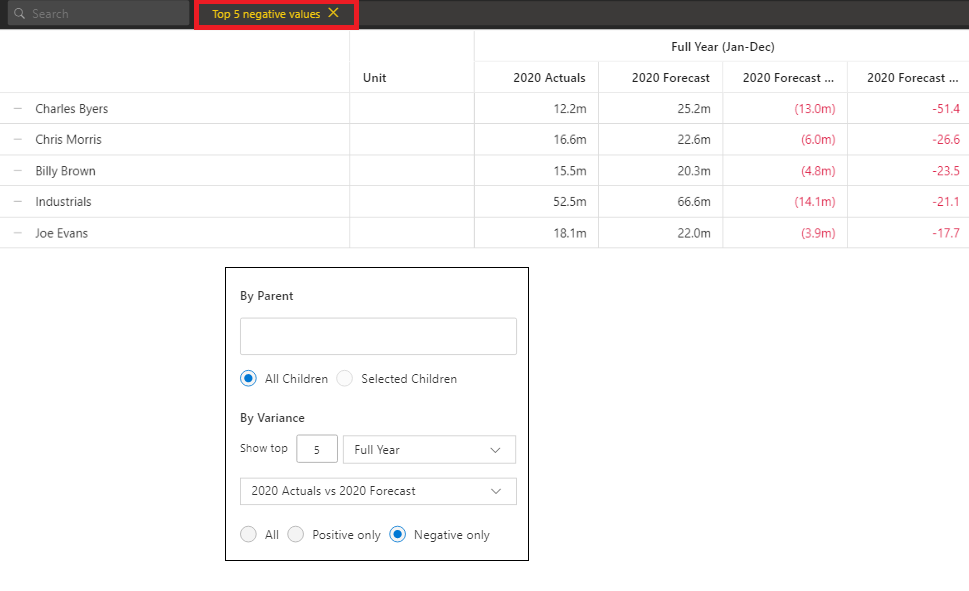 Search
Top 5 negative values
Full Year (Jan-Dec)
Unit 2020 Actuals 2020 Forecast 2020 Forecast ... 2020 Forecast ...
Charles Byers 12.2m 25.2m (13.0m) -51.4
Chris Morris 16.6m 22.6m (6.0m) -26.6
Billy Brown 15.5m 20.3m (4.8m) -23.5
Industrials 52.5m 66.6m (14.1m) -21.1
Joe Evans 18.1m 22.0m (3.9m) -17.7
By Parent
All Children Selected Children
By Variance
Show top 5 Full Year
2020 Actuals vs 2020 Forecast
All Positive only Negative only